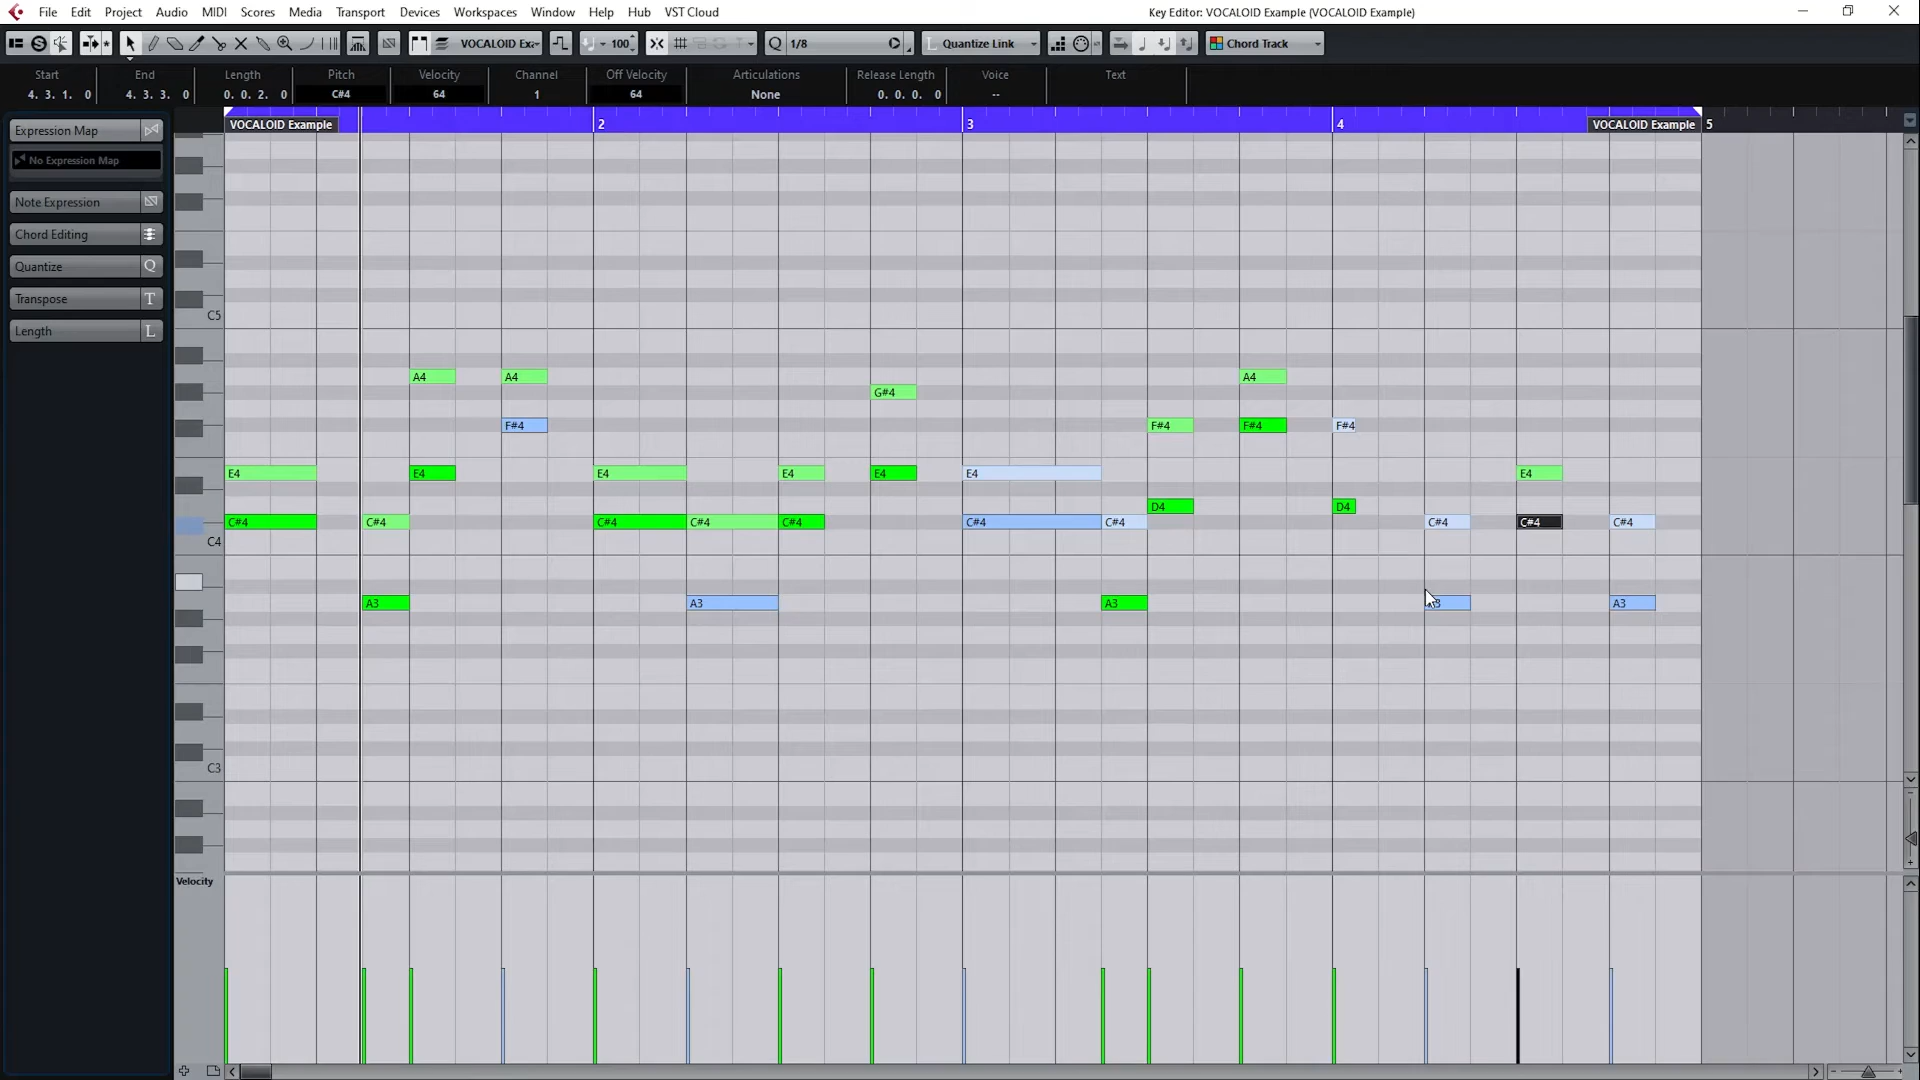 File Edit Project Audio MIDI Scores Media Transport Devices Workspaces Window Help Hub VST Cloud Key Editor: VOCALOID Example (VOCALOID Example)
VOCALOID Exa 100 Q 1/8 L Quantize Link Chord Track
Start End Length Pitch Velocity Channel Off Velocity Articulations Release Length Voice Text
4. 3. 1. 0 4. 3. 3. 0 0. 0. 2. 0 C#4 64 1 64 None 0. 0. 0. 0 --
VOCALOID Example 2 3 4 VOCALOID Example 5
Expression Map
No Expression Map
Note Expression
Chord Editing
Quantize Q
Transpose T
Length L
C5
A4 A4 A4
G#4
F#4 F#4 F#4 F#4
E4 E4 E4 E4 E4 E4 E4
D4 D4
C#4 C#4 C#4 C#4 C#4 C#4 C#4 C#4 C#4 C#4
C4
A3 A3 A3 A3
C3
Velocity